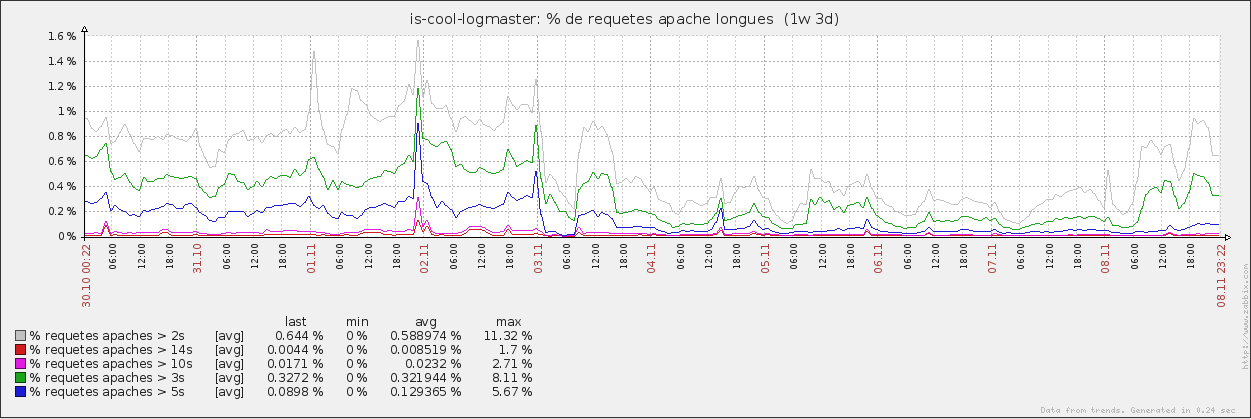 is-cool-logmaster: % de requetes apache longues (1w 3d)
1.6 %
1.4 %
1.2 %
1 %
0.8 %
0.6 %
0.4 %
0.2 %
0 %
30.10 00:22 06:00 12:00 18:00 31.10 06:00 12:00 18:00 01.11 06:00 12:00 18:00 02.11 06:00 12:00 18:00 03.11 06:00 12:00 18:00 04.11 06:00 12:00 18:00 05.11 06:00 12:00 18:00 06.11 06:00 12:00 18:00 07.11 06:00 12:00 18:00 08.11 06:00 12:00 18:00 08.11 23:22
last min avg max
% requetes apaches > 2s [avg] 0.644 % 0 % 0.588974 % 11.32 %
% requetes apaches > 14s [avg] 0.0044 % 0 % 0.008519 % 1.7 %
% requetes apaches > 10s [avg] 0.0171 % 0 % 0.0232 % 2.71 %
% requetes apaches > 3s [avg] 0.3272 % 0 % 0.321944 % 8.11 %
% requetes apaches > 5s [avg] 0.0898 % 0 % 0.129365 % 5.67 %
http://www.zabbix.com
Data from trends. Generated in 0.24 sec